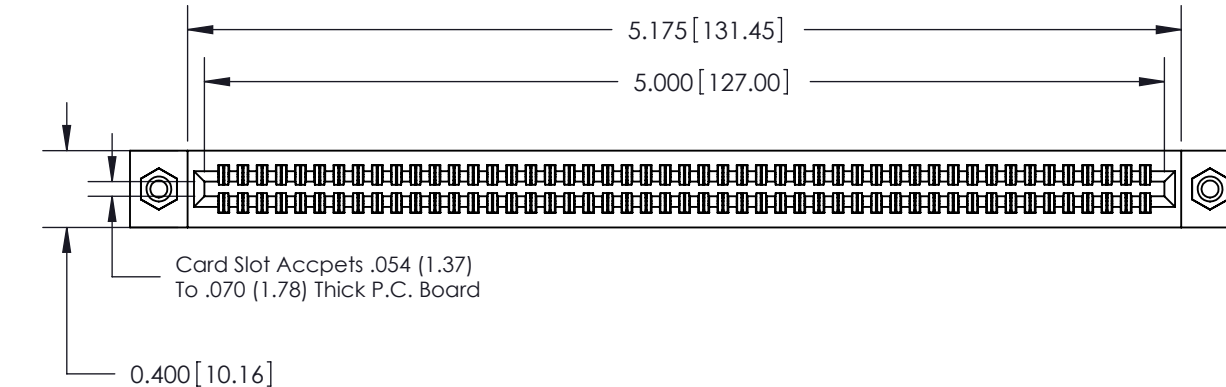 5.175 [131.45]
5.000 [127.00]
Card Slot Accpets .054 (1.37)
To .070 (1.78) Thick P.C. Board
0.400 [10.16]